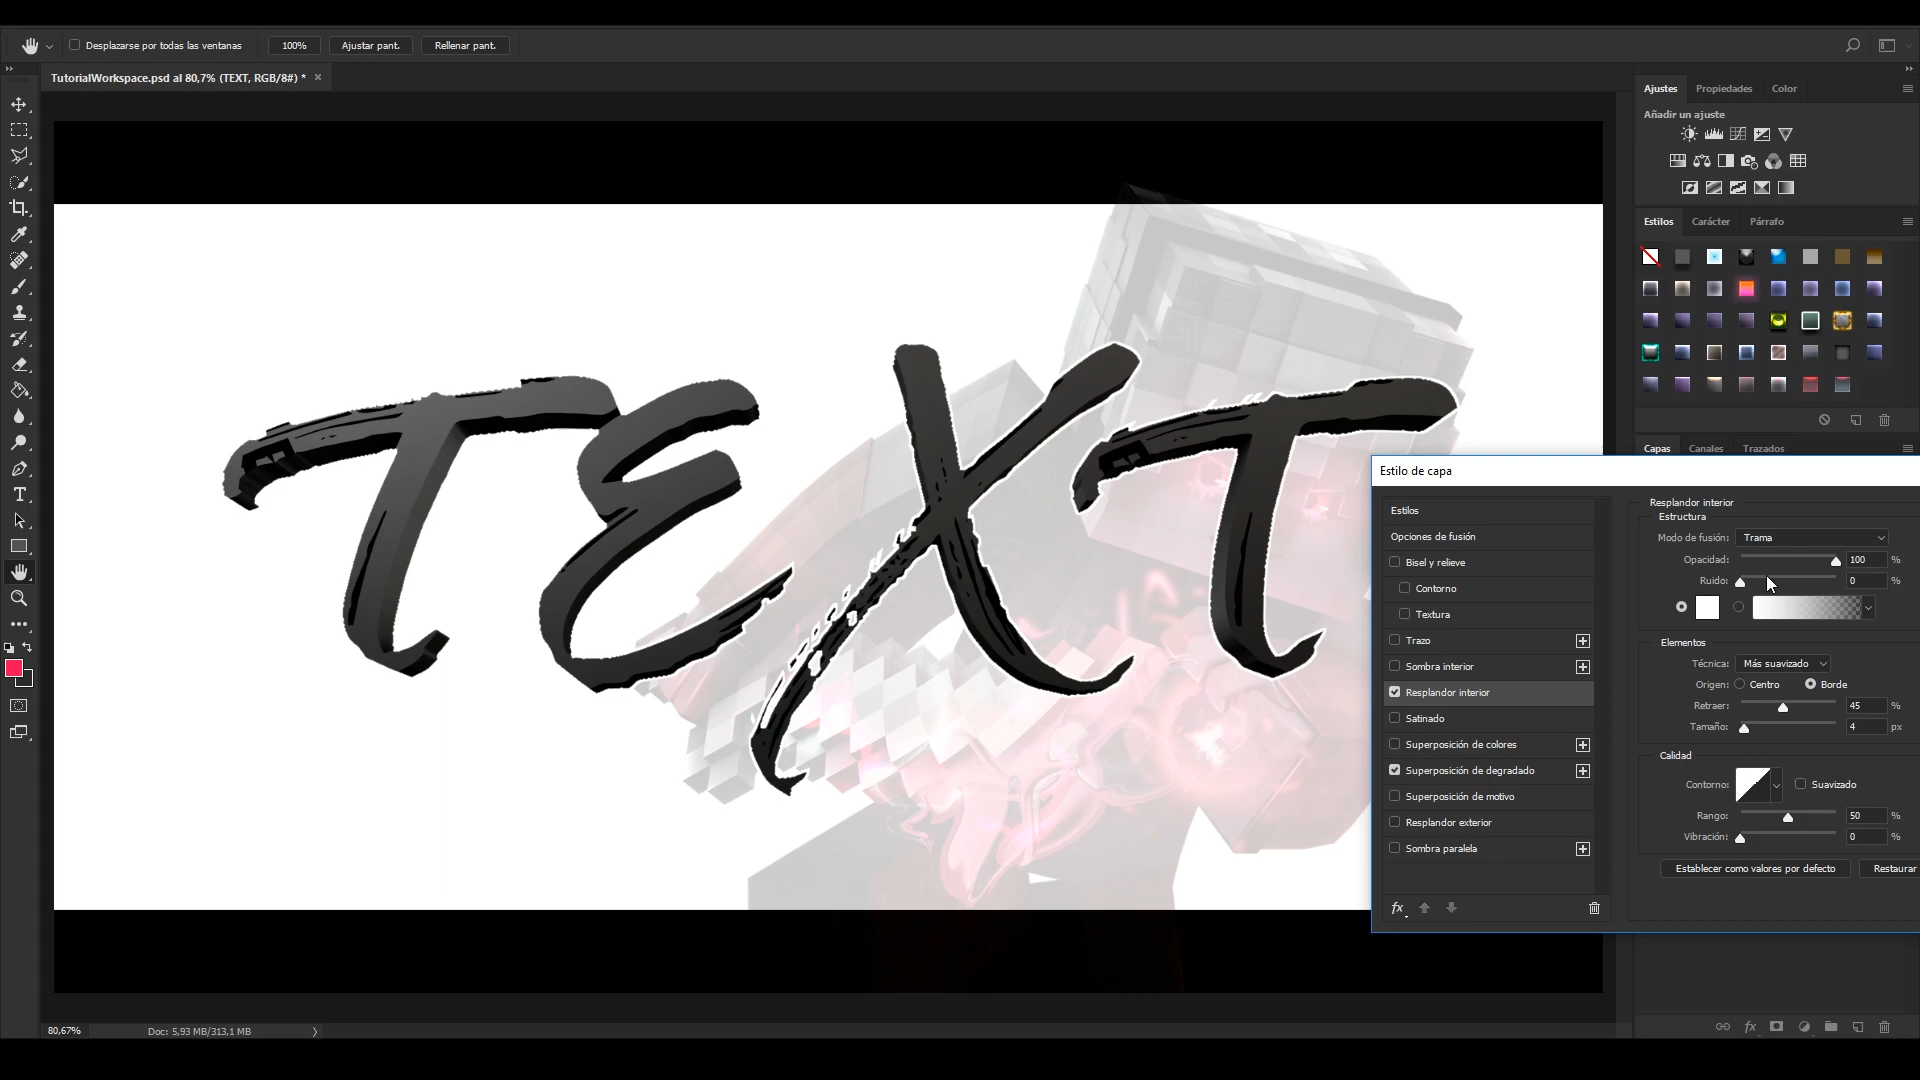 Desplazarse por todas las ventanas 100% Ajustar pant. Rellenar pant.
TutorialWorkspace.psd al 80,7% (TEXT, RGB/8#) * ×
TEXT
80,67% Doc: 5,93 MB/313,1 MB
Ajustes Propiedades Color
Añadir un ajuste
Estilos Carácter Párrafo
Capas Canales Trazados
Estilo de capa
Estilos
Opciones de fusión
Bisel y relieve
Contorno
Textura
Trazo
Sombra interior
Resplandor interior
Satinado
Superposición de colores
Superposición de degradado
Superposición de motivo
Resplandor exterior
Sombra paralela
fx
Resplandor interior
Estructura
Modo de fusión: Trama
Opacidad: 100 %
Ruido: 0 %
Elementos
Técnica: Más suavizado
Origen: Centro Borde
Retraer: 45 %
Tamaño: 4 px
Calidad
Contorno: Suavizado
Rango: 50 %
Vibración: 0 %
Establecer como valores por defecto Restaurar
fx